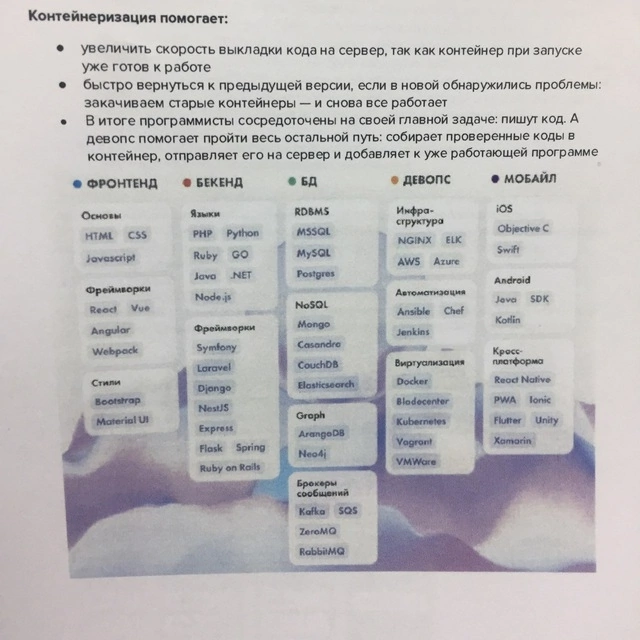 Контейнеризация помогает:
увеличить скорость выкладки кода на сервер, так как контейнер при запуске
уже готов к работе
быстро вернуться к предыдущей версии, если в новой обнаружились проблемы:
закачиваем старые контейнеры — и снова все работает
В итоге программисты сосредоточены на своей главной задаче: пишут код. А
девопс помогает пройти весь остальной путь: собирает проверенные коды в
контейнер, отправляет его на сервер и добавляет к уже работающей программе
ФРОНТЕНД
Основы
HTML CSS
Javascript
Фреймворки
React Vue
Angular
Webpack
Стили
Bootstrap
Material UI
БЕКЕНД
Языки
PHP Python
Ruby GO
Java .NET
Node.js
Фреймворки
Symfony
Laravel
Django
NestJS
Express
Flask Spring
Ruby on Rails
БД
RDBMS
MSSQL
MySQL
Postgres
NoSQL
Mongo
Casandra
CouchDB
Elasticsearch
Graph
ArangoDB
Neo4j
Брокеры
сообщений
Kafka SQS
ZeroMQ
RabbitMQ
ДЕВОПС
Инфра-
структура
NGINX ELK
AWS Azure
Автоматизация
Ansible Chef
Jenkins
Виртуализация
Docker
Bladecenter
Kubernetes
Vagrant
VMWare
МОБАЙЛ
iOS
Objective C
Swift
Android
Java SDK
Kotlin
Кросс-
платформа
React Native
PWA Ionic
Flutter Unity
Xamarin